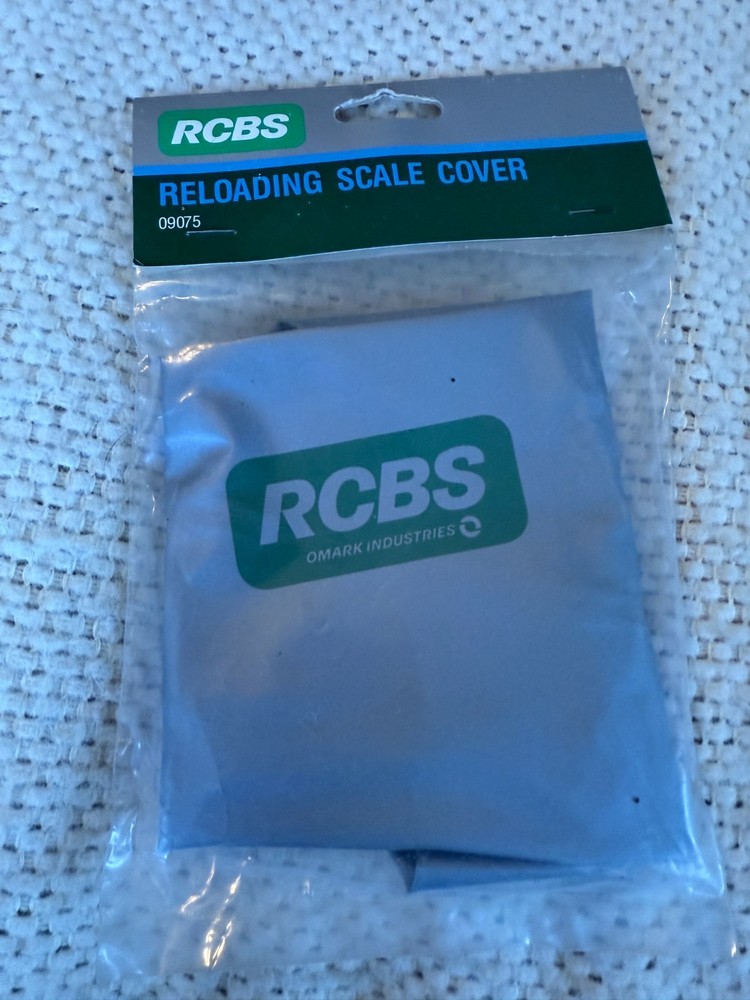 RCBS
RELOADING SCALE COVER
09075
RCBS
OMARK INDUSTRIES